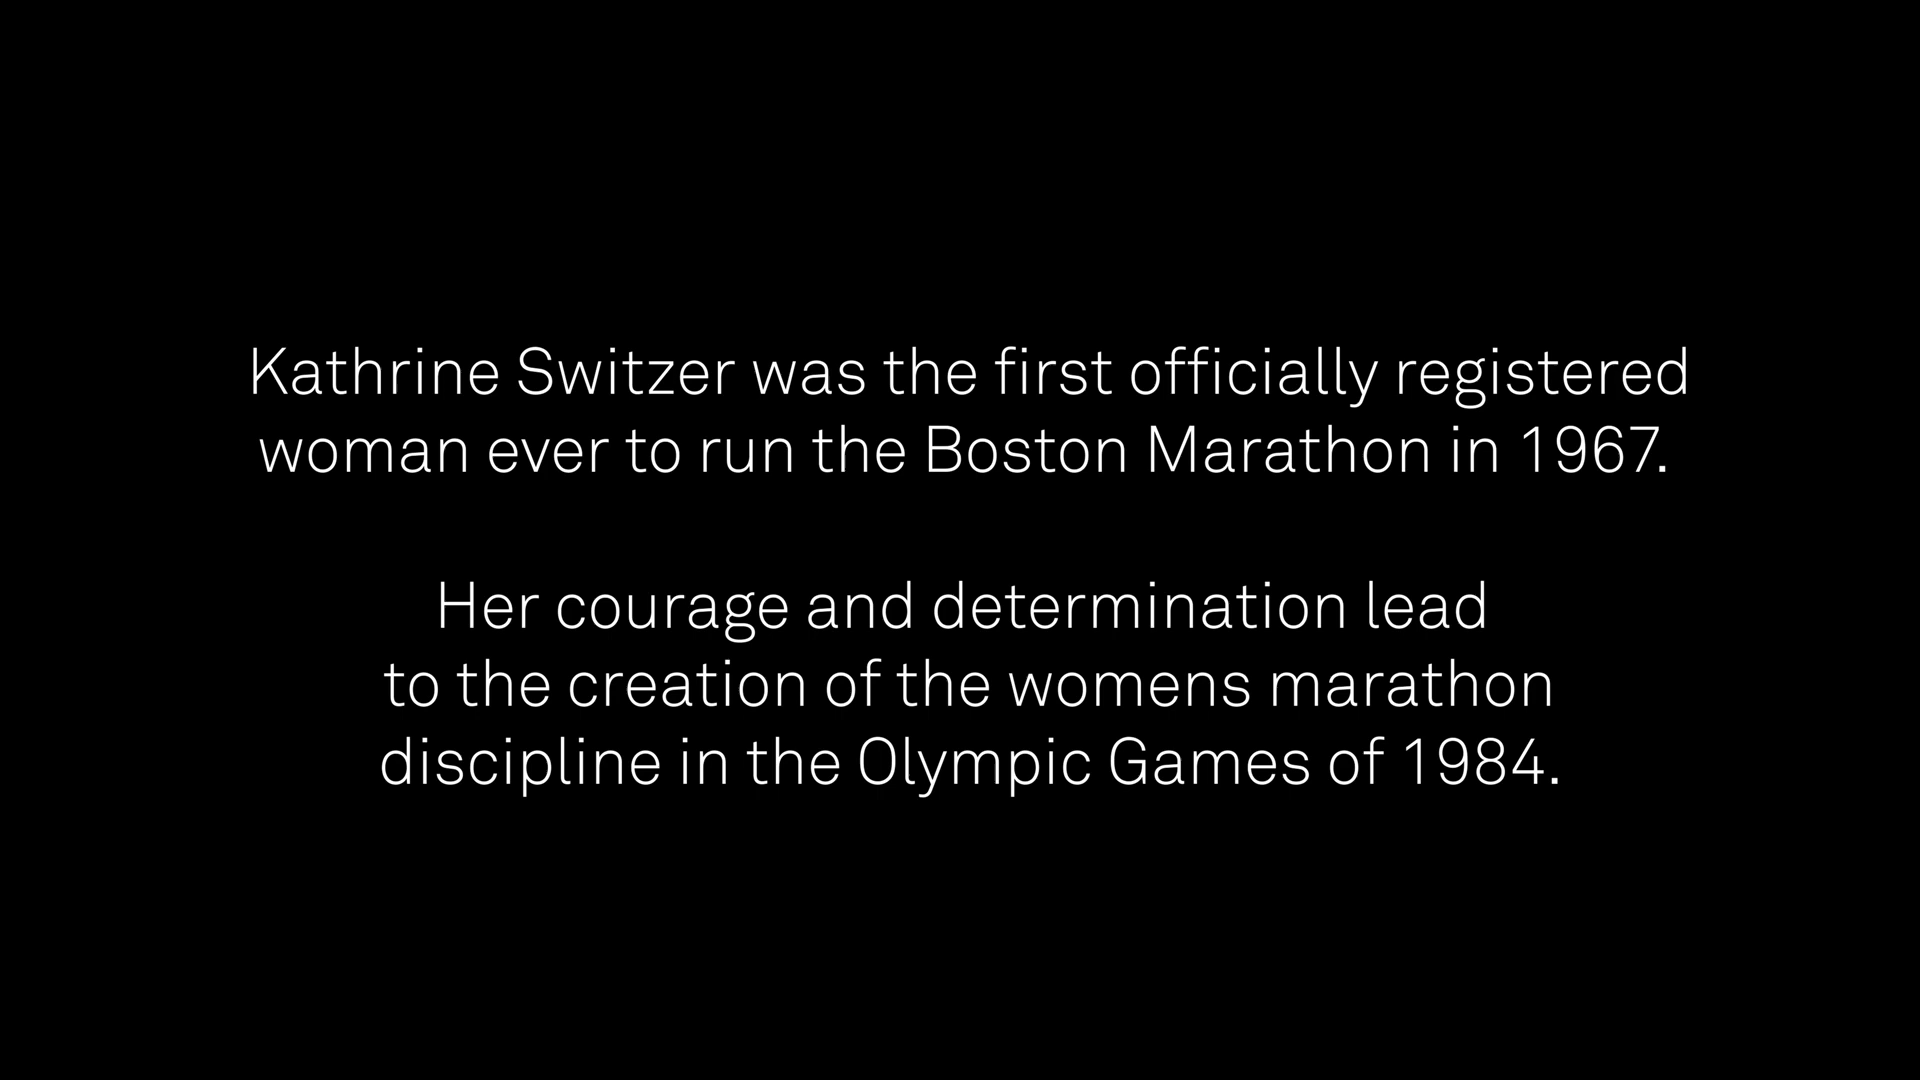 Kathrine Switzer was the first officially registered
woman ever to run the Boston Marathon in 1967.
Her courage and determination lead
to the creation of the womens marathon
discipline in the Olympic Games of 1984.